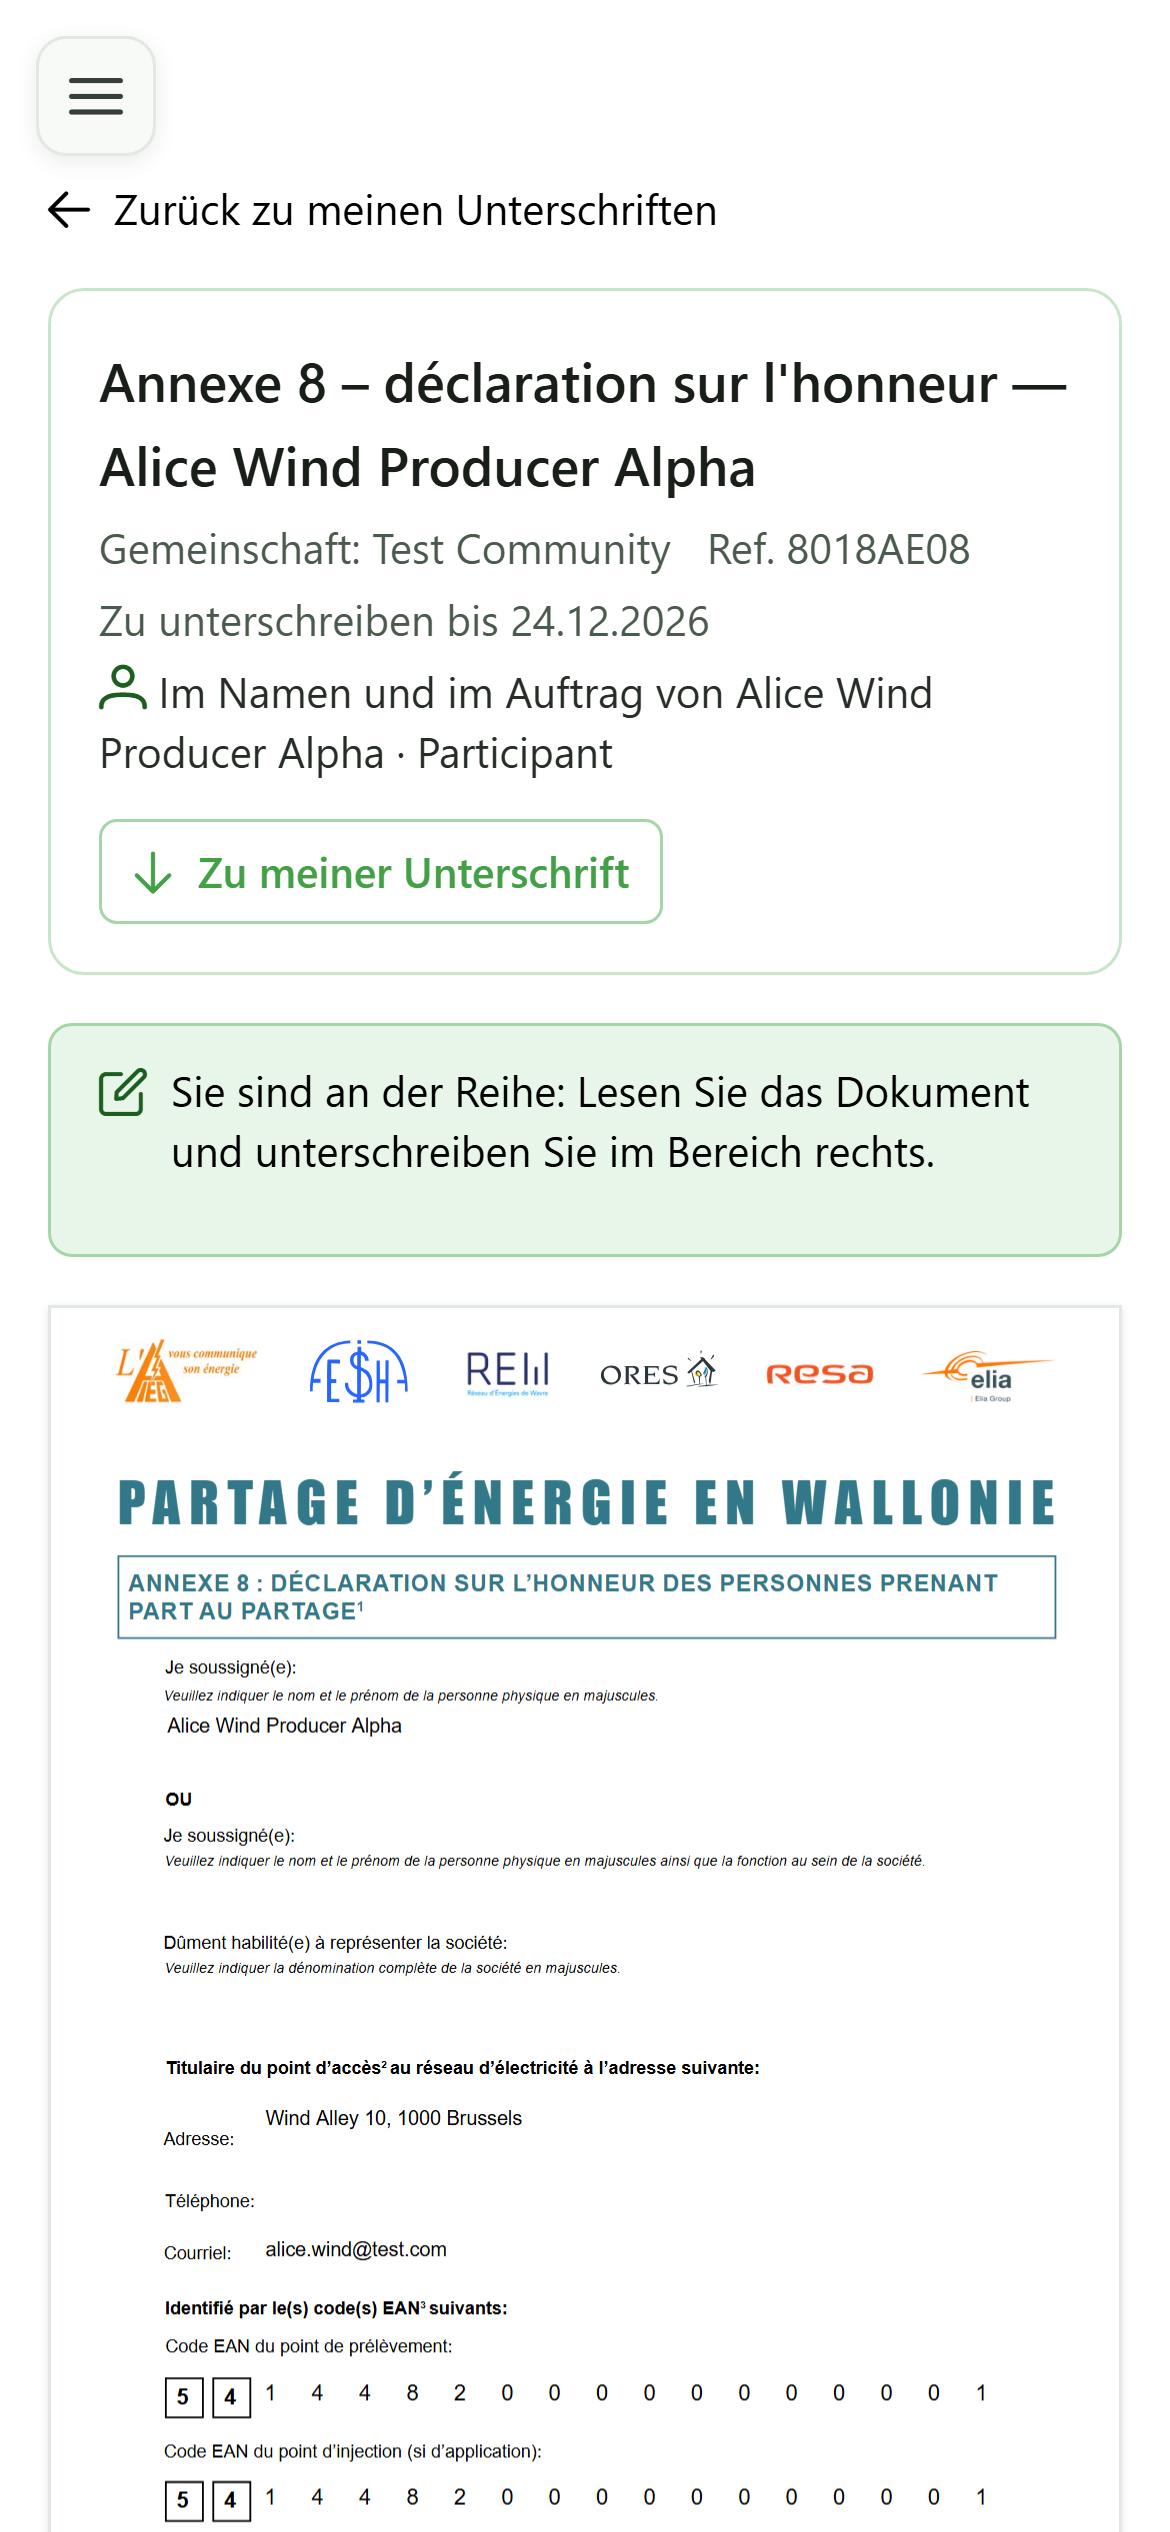 Zurück zu meinen Unterschriften
Annexe 8 – déclaration sur l'honneur —
Alice Wind Producer Alpha
Gemeinschaft: Test Community Ref. 8018AE08
Zu unterschreiben bis 24.12.2026
Im Namen und im Auftrag von Alice Wind
Producer Alpha · Participant
Zu meiner Unterschrift
Sie sind an der Reihe: Lesen Sie das Dokument
und unterschreiben Sie im Bereich rechts.
L'AIEG vous communique
son énergie
AESH
REW
Réseau d'Énergies de Wavre
ORES
resa
elia
Elia Group
PARTAGE D'ÉNERGIE EN WALLONIE
ANNEXE 8 : DÉCLARATION SUR L'HONNEUR DES PERSONNES PRENANT
PART AU PARTAGE¹
Je soussigné(e):
Veuillez indiquer le nom et le prénom de la personne physique en majuscules.
Alice Wind Producer Alpha
OU
Je soussigné(e):
Veuillez indiquer le nom et le prénom de la personne physique en majuscules ainsi que la fonction au sein de la société.
Dûment habilité(e) à représenter la société:
Veuillez indiquer la dénomination complète de la société en majuscules.
Titulaire du point d'accès² au réseau d'électricité à l'adresse suivante:
Wind Alley 10, 1000 Brussels
Adresse:
Téléphone:
Courriel: alice.wind@test.com
Identifié par le(s) code(s) EAN³ suivants:
Code EAN du point de prélèvement:
5 4 1 4 4 8 2 0 0 0 0 0 0 0 0 0 0 1
Code EAN du point d'injection (si d'application):
5 4 1 4 4 8 2 0 0 0 0 0 0 0 0 0 0 1